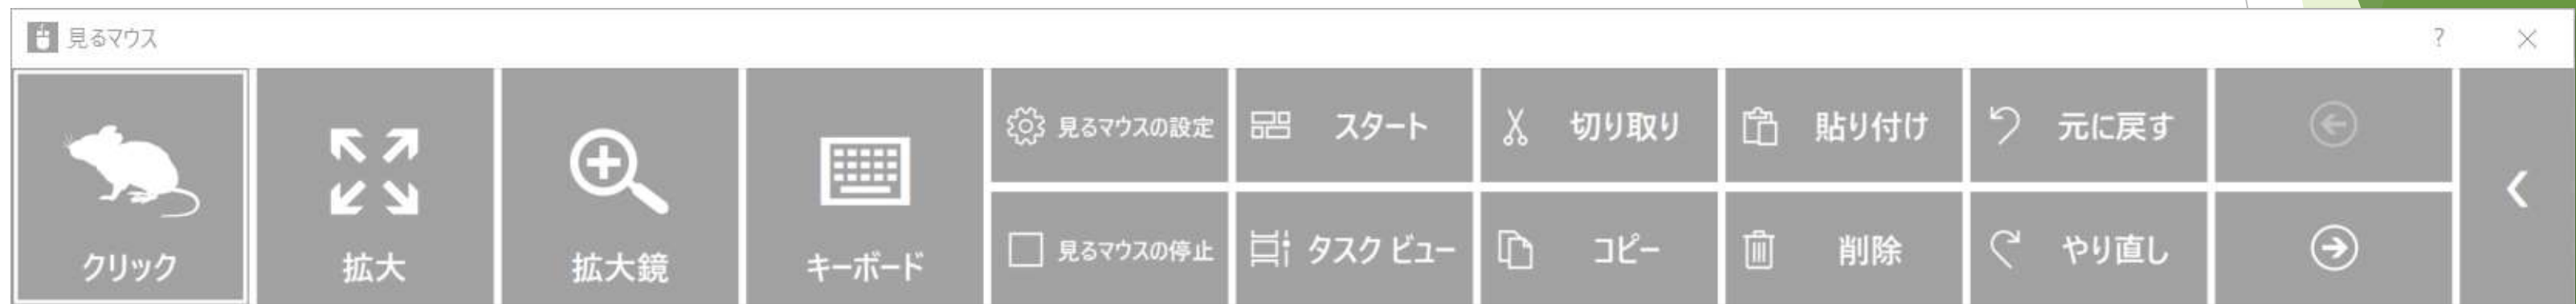 見るマウス
?
クリック
拡大
拡大鏡
キーボード
見るマウスの設定
スタート
切り取り
貼り付け
元に戻す
見るマウスの停止
タスク ビュー
コピー
削除
やり直し